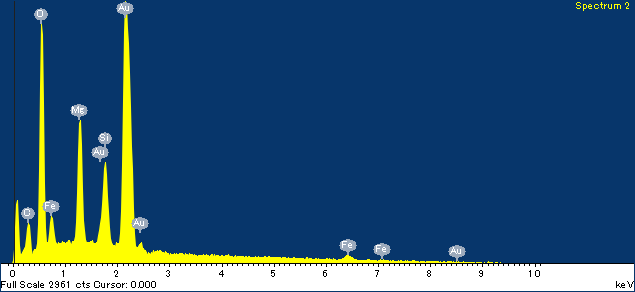 Spectrum 2
O
Au
Mg
Si
Au
C
Fe
Au
Fe
Fe
Au
0 1 2 3 4 5 6 7 8 9 10
Full Scale 2961 cts Cursor: 0.000 keV